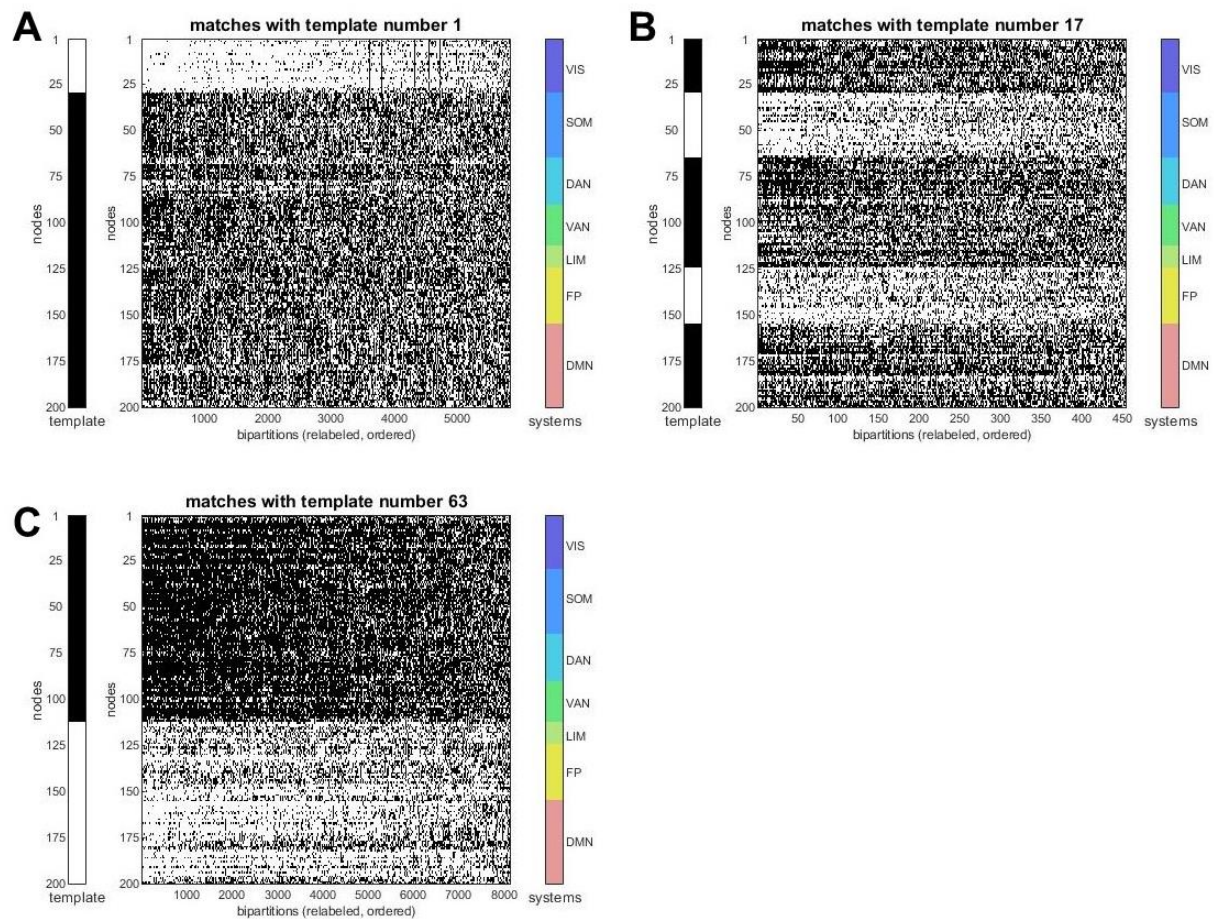 A
matches with template number 1
1
25
50
75
100
125
150
175
200
nodes
template
1
25
50
75
100
125
150
175
200
nodes
1000 2000 3000 4000 5000
bipartitions (relabeled, ordered)
VIS
SOM
DAN
VAN
LIM
FP
DMN
systems
B
matches with template number 17
1
25
50
75
100
125
150
175
200
nodes
template
1
25
50
75
100
125
150
175
200
nodes
50 100 150 200 250 300 350 400 450
bipartitions (relabeled, ordered)
VIS
SOM
DAN
VAN
LIM
FP
DMN
systems
C
matches with template number 63
1
25
50
75
100
125
150
175
200
nodes
template
1
25
50
75
100
125
150
175
200
nodes
1000 2000 3000 4000 5000 6000 7000 8000
bipartitions (relabeled, ordered)
VIS
SOM
DAN
VAN
LIM
FP
DMN
systems